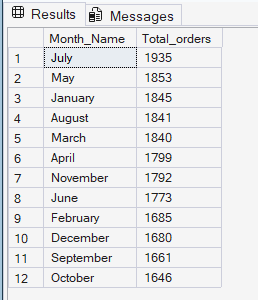 Results Messages
Month_Name Total_orders
1 July 1935
2 May 1853
3 January 1845
4 August 1841
5 March 1840
6 April 1799
7 November 1792
8 June 1773
9 February 1685
10 December 1680
11 September 1661
12 October 1646